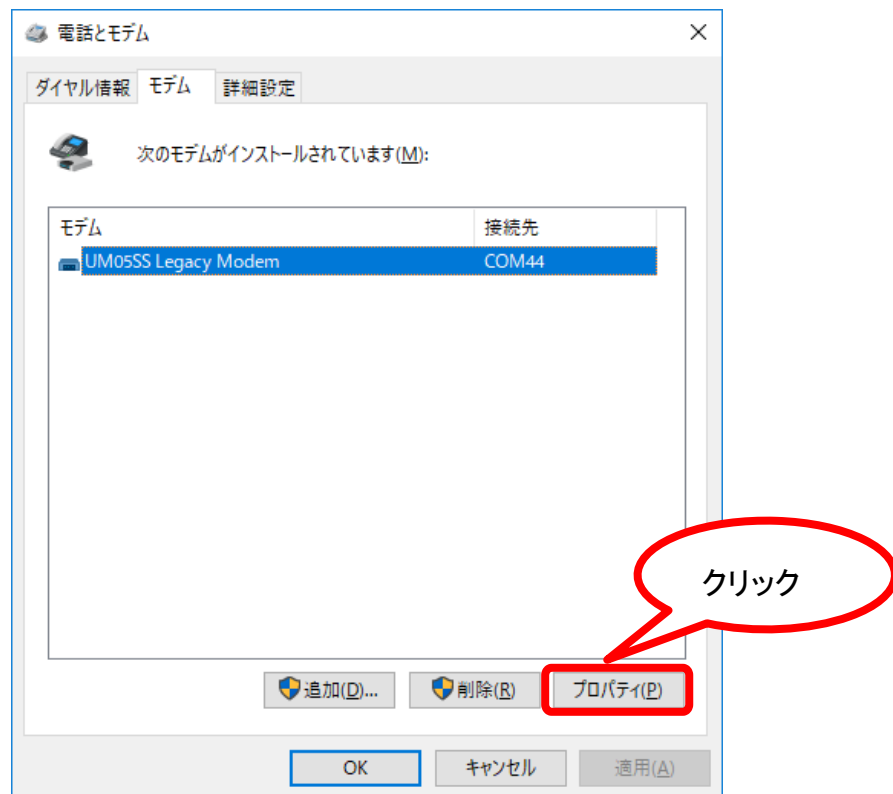 電話とモデム
ダイヤル情報 モデム 詳細設定
次のモデムがインストールされています(M):
モデム 接続先
UM05SS Legacy Modem COM44
クリック
追加(D)... 削除(R) プロパティ(P)
OK キャンセル 適用(A)